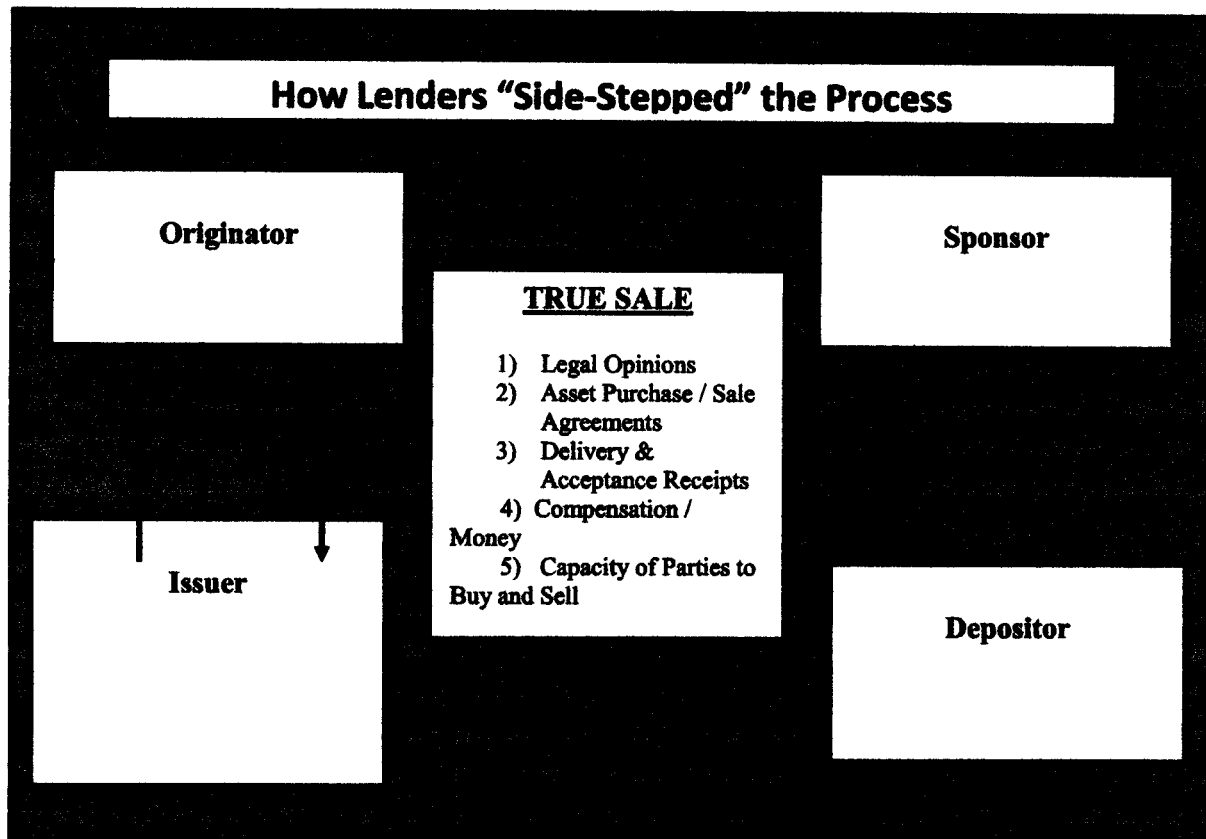 How Lenders “Side-Stepped” the Process
Originator
Sponsor
TRUE SALE
1) Legal Opinions
2) Asset Purchase / Sale
Agreements
3) Delivery &
Acceptance Receipts
4) Compensation /
Money
5) Capacity of Parties to
Buy and Sell
Issuer
Depositor